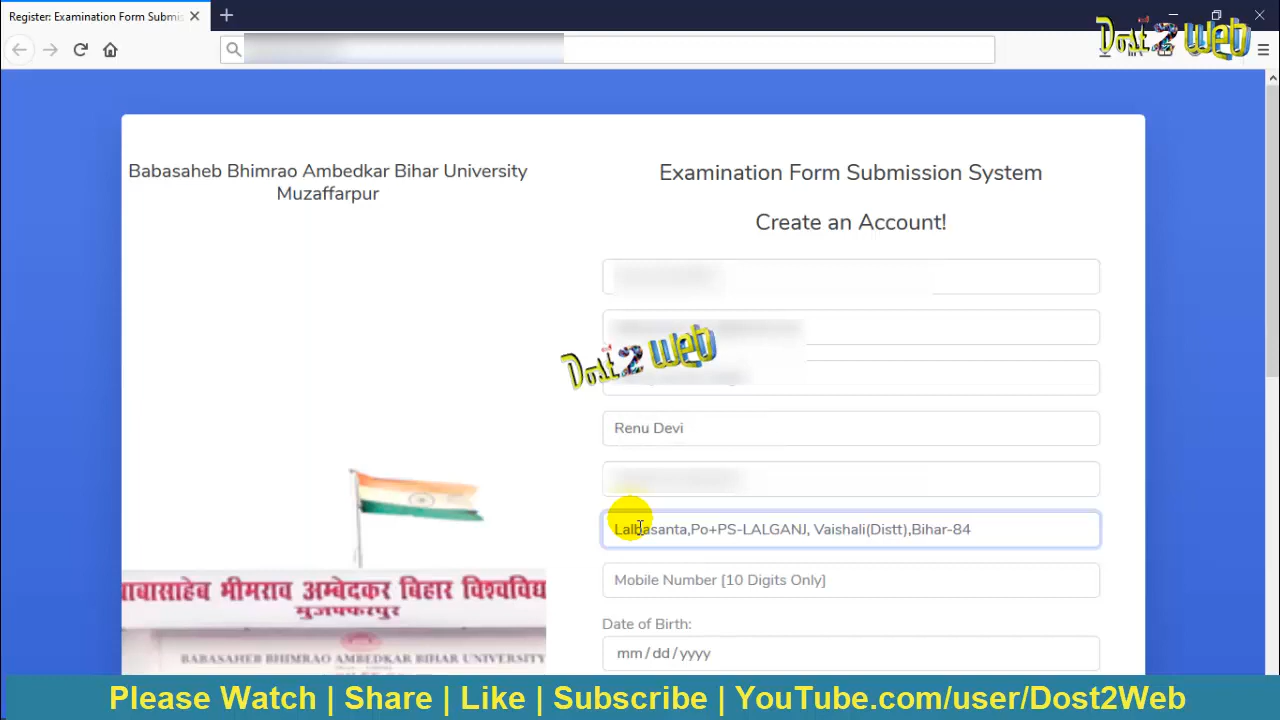 Register: Examination Form Submis
Dost2Web
Babasaheb Bhimrao Ambedkar Bihar University
Muzaffarpur
Examination Form Submission System
Create an Account!
Dost2Web
Renu Devi
Lalbasanta,Po+PS-LALGANJ, Vaishali(Distt),Bihar-84
Mobile Number [10 Digits Only]
Date of Birth:
mm/dd/yyyy
बाबासाहेब भीमराव अम्बेदकर बिहार विश्वविद्य
मुजफ्फरपुर
BABASAHEB BHIMRAO AMBEDKAR BIHAR UNIVERSITY
Please Watch | Share | Like | Subscribe | YouTube.com/user/Dost2Web